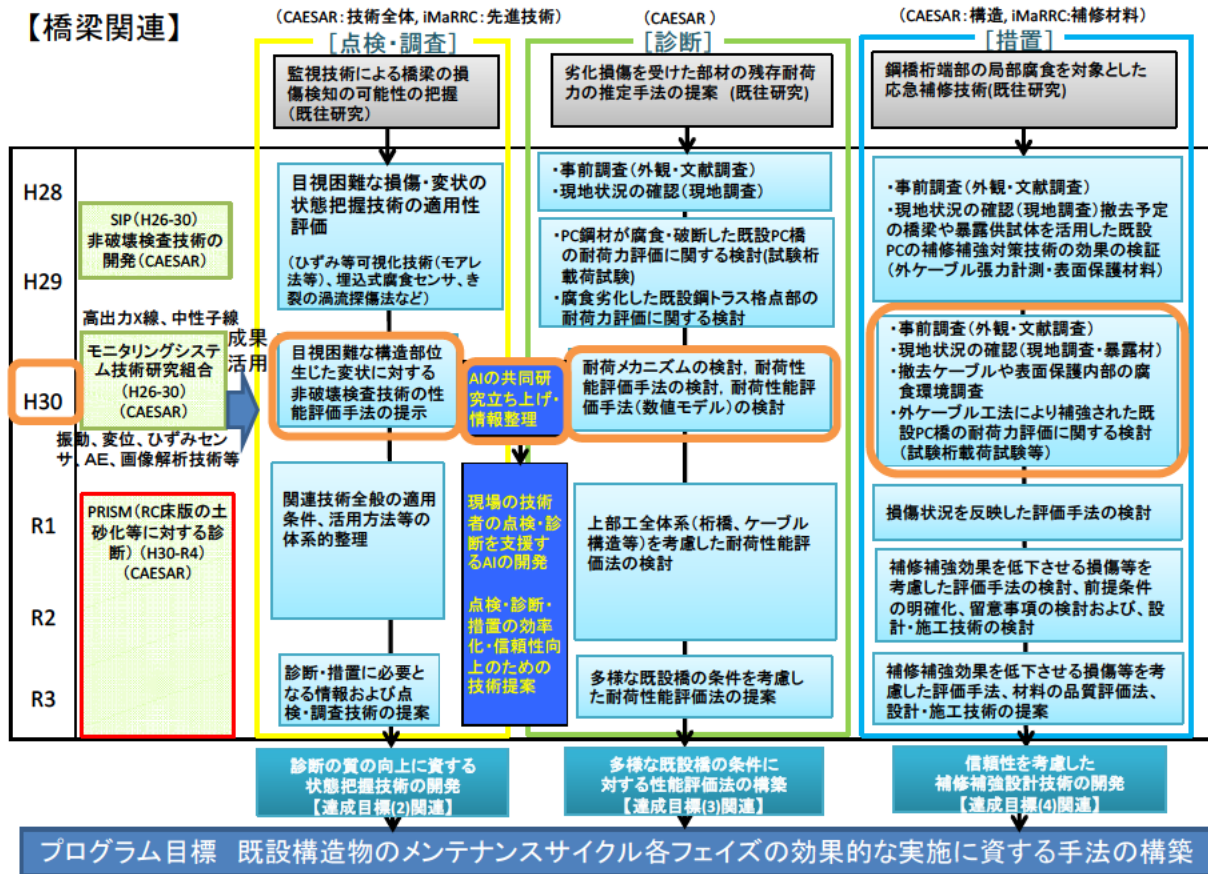 【橋梁関連】
(CAESAR：技術全体, iMaRRC：先進技術)
[点検・調査]
(CAESAR )
[診断]
(CAESAR：構造, iMaRRC:補修材料)
[措置]
監視技術による橋梁の損
傷検知の可能性の把握
(既往研究)
劣化損傷を受けた部材の残存耐荷
力の推定手法の提案 (既往研究)
鋼橋桁端部の局部腐食を対象とした
応急補修技術(既往研究)
H28
H29
H30
R1
R2
R3
SIP(H26-30)
非破壊検査技術の
開発(CAESAR)
高出力X線、中性子線
モニタリングシステ
ム技術研究組合
(H26-30)
(CAESAR)
成果
活用
振動、変位、ひずみセン
サ、AE、画像解析技術等
PRISM(RC床版の土
砂化等に対する診
断)(H30-R4)
(CAESAR)
目視困難な損傷・変状の
状態把握技術の適用性
評価
(ひずみ等可視化技術(モアレ
法等)、埋込式腐食センサ、き
裂の渦流探傷法など)
目視困難な構造部位
生じた変状に対する
非破壊検査技術の性
能評価手法の提示
関連技術全般の適用
条件、活用方法等の
体系的整理
診断・措置に必要と
なる情報および点
検・調査技術の提案
AIの共同研
究立ち上げ・
情報整理
現場の技術
者の点検・診
断を支援す
るAIの開発
点検・診断・
措置の効率
化・信頼性向
上のための
技術提案
・事前調査(外観・文献調査)
・現地状況の確認(現地調査)
・PC鋼材が腐食・破断した既設PC橋
の耐荷力評価に関する検討(試験桁
載荷試験)
・腐食劣化した既設鋼トラス格点部の
耐荷力評価に関する検討
耐荷メカニズムの検討, 耐荷性
能評価手法の検討, 耐荷性能評
価手法(数値モデル)の検討
上部工全体系(桁橋、ケーブル
構造等)を考慮した耐荷性能評
価法の検討
多様な既設橋の条件を考慮し
た耐荷性能評価法の提案
・事前調査(外観・文献調査)
・現地状況の確認(現地調査)撤去予定
の橋梁や暴露供試体を活用した既設
PCの補修補強対策技術の効果の検証
(外ケーブル張力計測・表面保護材料)
・事前調査(外観・文献調査)
・現地状況の確認(現地調査・暴露材)
・撤去ケーブルや表面保護内部の腐
食環境調査
・外ケーブル工法により補強された既
設PC橋の耐荷力評価に関する検討
(試験桁載荷試験等)
損傷状況を反映した評価手法の検討
補修補強効果を低下させる損傷等を
考慮した評価手法の検討、前提条件
の明確化、留意事項の検討および、設
計・施工技術の検討
補修補強効果を低下させる損傷等を考
慮した評価手法、材料の品質評価法、
設計・施工技術の提案
診断の質の向上に資する
状態把握技術の開発
【達成目標(2)関連】
多様な既設橋の条件に
対する性能評価法の構築
【達成目標(3)関連】
信頼性を考慮した
補修補強設計技術の開発
【達成目標(4)関連】
プログラム目標 既設構造物のメンテナンスサイクル各フェイズの効果的な実施に資する手法の構築